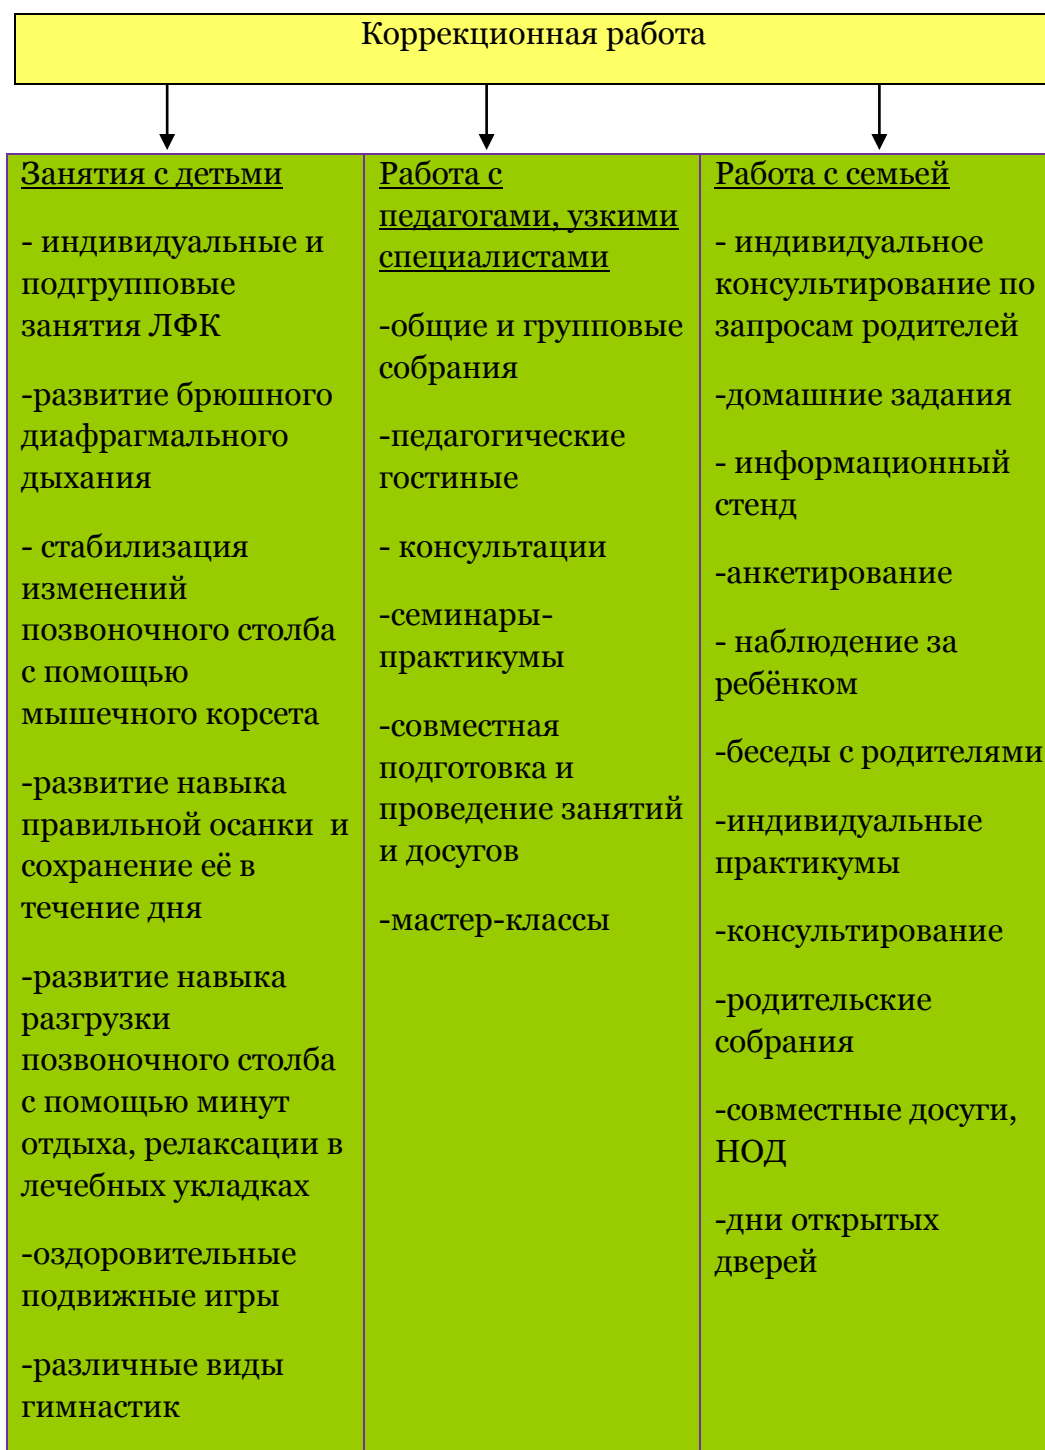 Коррекционная работа
Занятия с детьми
- индивидуальные и
подгрупповые
занятия ЛФК
-развитие брюшного
диафрагмального
дыхания
- стабилизация
изменений
позвоночного столба
с помощью
мышечного корсета
-развитие навыка
правильной осанки и
сохранение её в
течение дня
-развитие навыка
разгрузки
позвоночного столба
с помощью минут
отдыха, релаксации в
лечебных укладках
-оздоровительные
подвижные игры
-различные виды
гимнастик
Работа с
педагогами, узкими
специалистами
-общие и групповые
собрания
-педагогические
гостиные
- консультации
-семинары-
практикумы
-совместная
подготовка и
проведение занятий
и досугов
-мастер-классы
Работа с семьей
- индивидуальное
консультирование по
запросам родителей
-домашние задания
- информационный
стенд
-анкетирование
- наблюдение за
ребёнком
-беседы с родителями
-индивидуальные
практикумы
-консультирование
-родительские
собрания
-совместные досуги,
НОД
-дни открытых
дверей